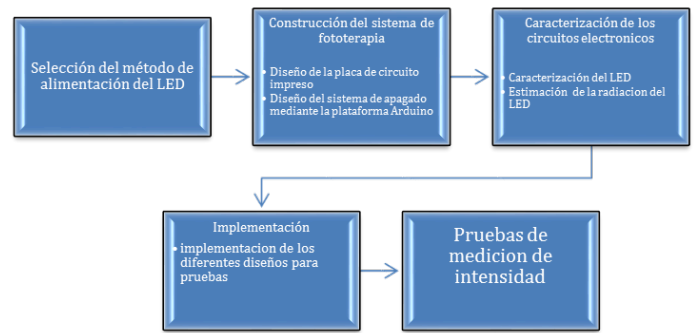 Selección del método de
alimentación del LED
Construcción del sistema de
fototerapia
• Diseño de la placa de circuito
impreso
• Diseño del sistema de apagado
mediante la plataforma Arduino
Caracterización de los
circuitos electronicos
• Caracterización del LED
• Estimación de la radiacion del
LED
Implementación
• implementacion de los
diferentes diseños para
pruebas
Pruebas de
medicion de
intensidad